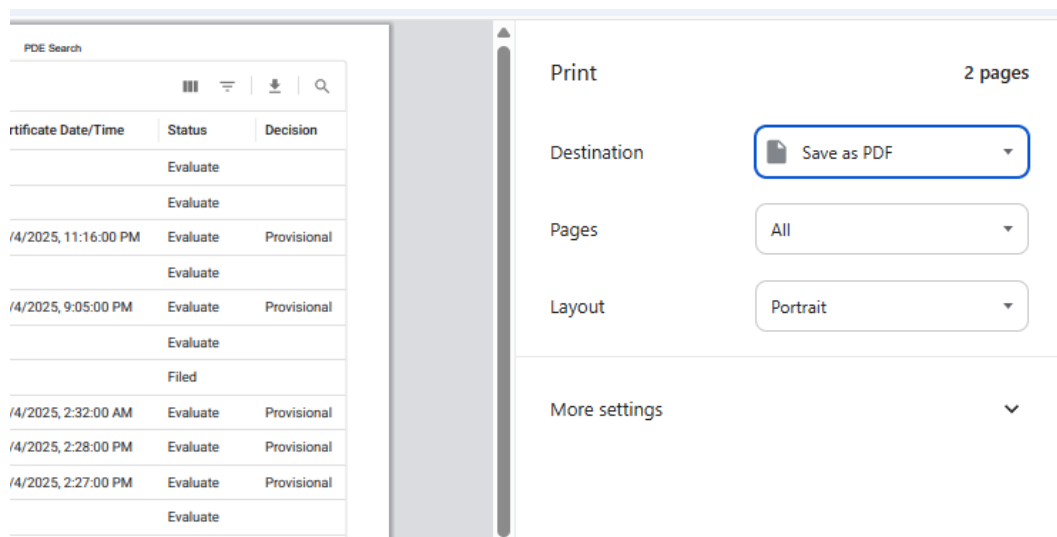 PDE Search
rtificate Date/Time Status Decision
Evaluate
Evaluate
/4/2025, 11:16:00 PM Evaluate Provisional
Evaluate
/4/2025, 9:05:00 PM Evaluate Provisional
Evaluate
Filed
/4/2025, 2:32:00 AM Evaluate Provisional
/4/2025, 2:28:00 PM Evaluate Provisional
/4/2025, 2:27:00 PM Evaluate Provisional
Evaluate
Print 2 pages
Destination Save as PDF
Pages All
Layout Portrait
More settings